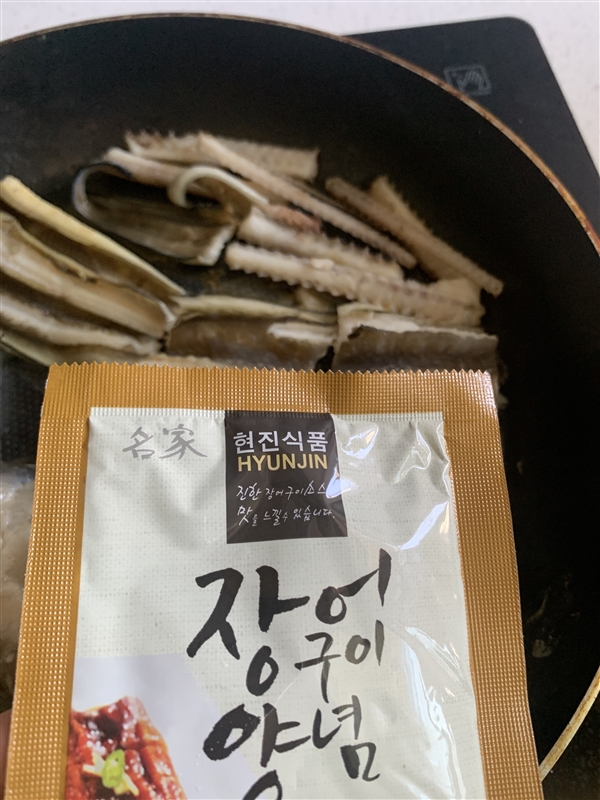 名家
현진식품
HYUNJIN
진한 장어구이소스
맛을 느낄수 있습니다.
장어
구이
양념